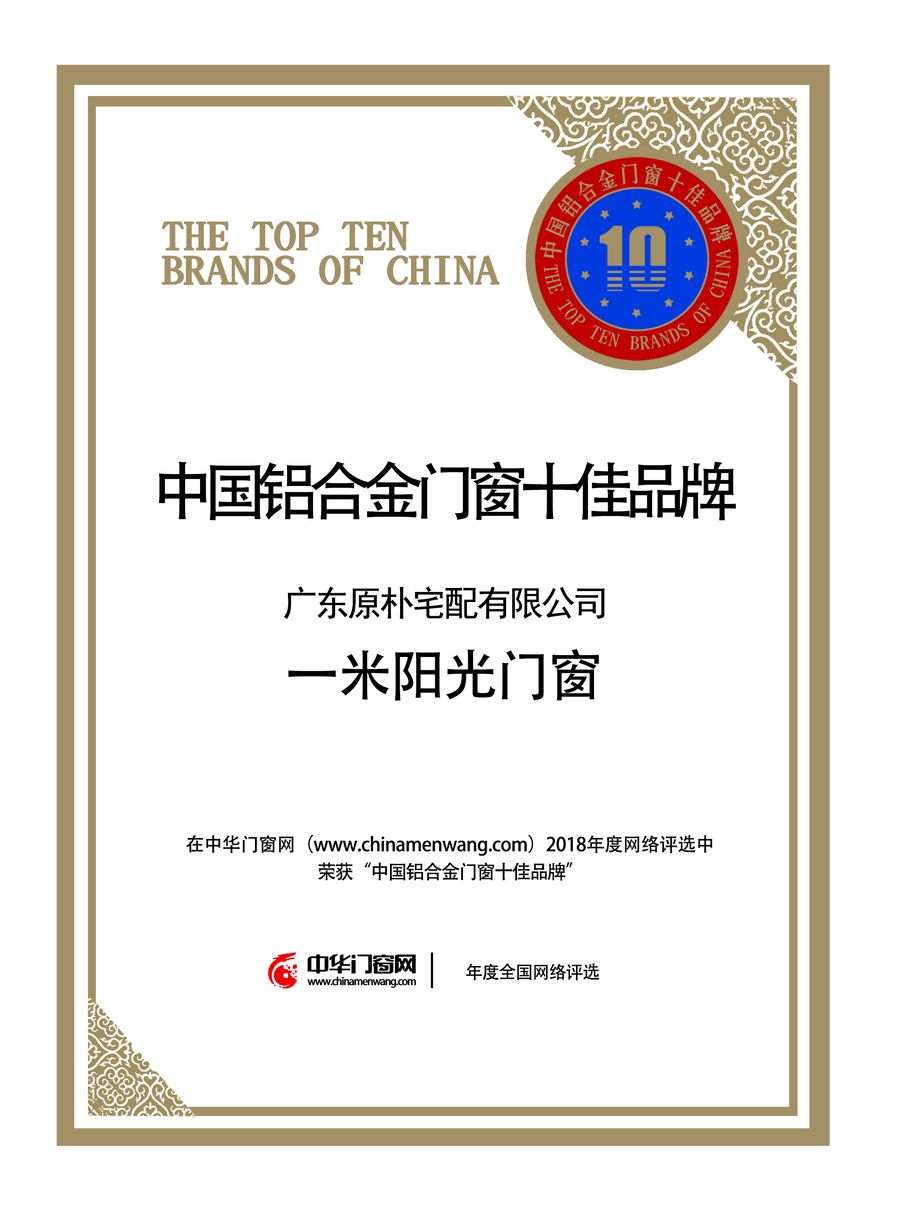 THE TOP TEN
BRANDS OF CHINA
中国铝合金门窗十佳品牌
10
THE TOP TEN BRANDS OF CHINA
中国铝合金门窗十佳品牌
广东原朴宅配有限公司
一米阳光门窗
在中华门窗网（www.chinamenwang.com）2018年度网络评选中
荣获“中国铝合金门窗十佳品牌”
中华门窗网
www.chinamenwang.com
年度全国网络评选